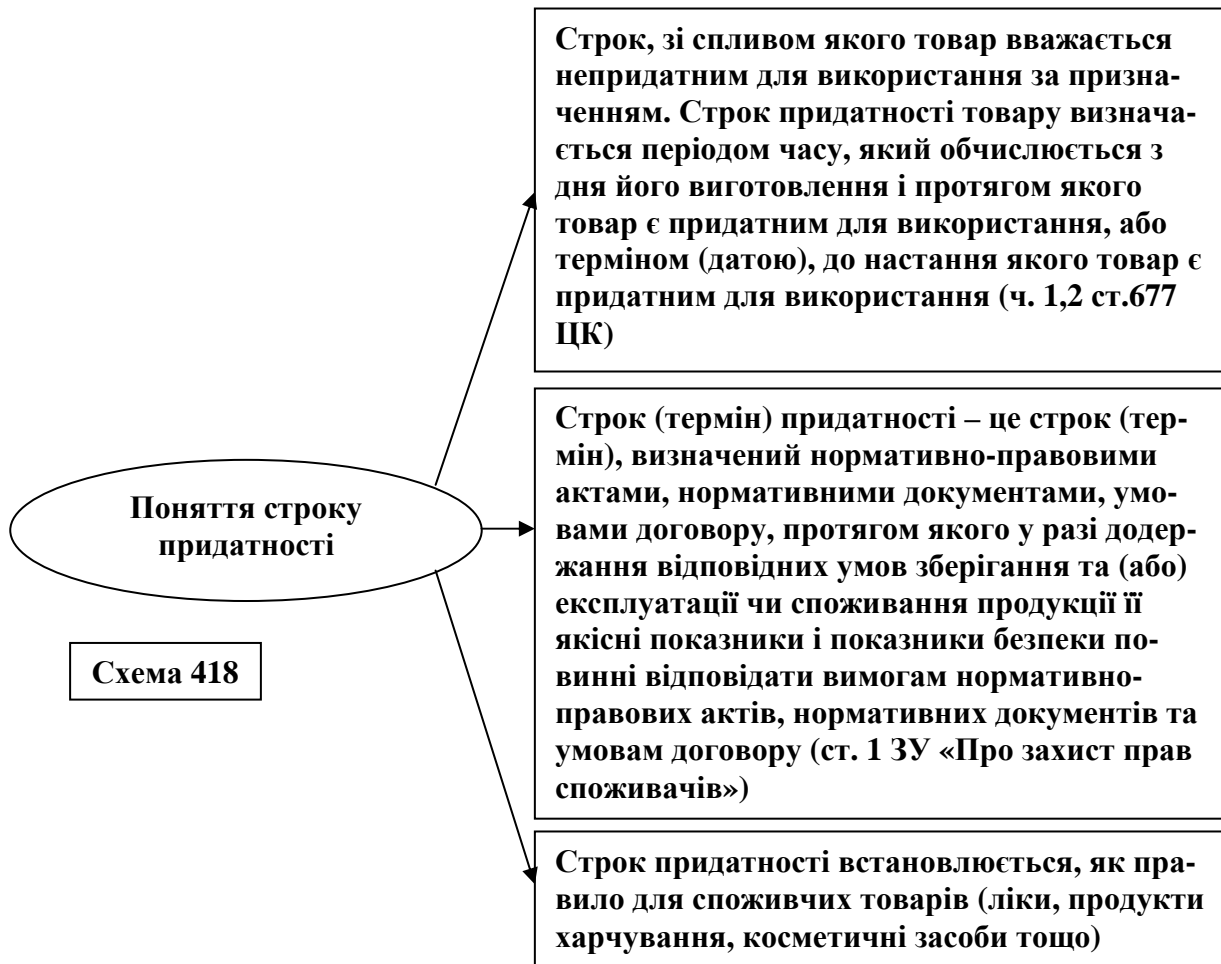 Строк, зі спливом якого товар вважається
непридатним для використання за призна-
ченням. Строк придатності товару визнача-
ється періодом часу, який обчислюється з
дня його виготовлення і протягом якого
товар є придатним для використання, або
терміном (датою), до настання якого товар є
придатним для використання (ч. 1,2 ст.677
ЦК)
Поняття строку
придатності
Схема 418
Строк (термін) придатності – це строк (тер-
мін), визначений нормативно-правовими
актами, нормативними документами, умо-
вами договору, протягом якого у разі додер-
жання відповідних умов зберігання та (або)
експлуатації чи споживання продукції її
якісні показники і показники безпеки по-
винні відповідати вимогам нормативно-
правових актів, нормативних документів та
умовам договору (ст. 1 ЗУ «Про захист прав
споживачів»)
Строк придатності встановлюється, як пра-
вило для споживчих товарів (ліки, продукти
харчування, косметичні засоби тощо)